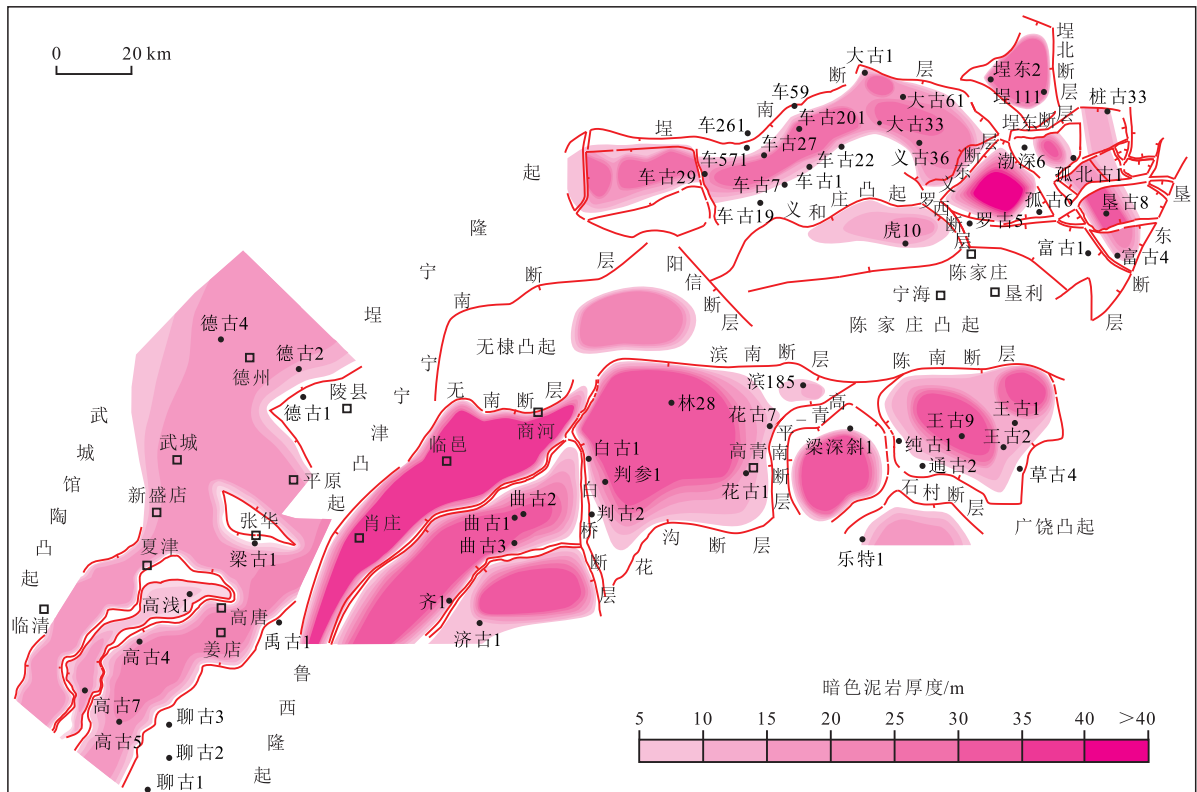 0 20 km
大古1
埕南断层
车59
大古61
车古201
大古33
车261
车古27
车571
车古22
义古36
车古29
车古7
车古1
车古19
义和庄凸起
虎10
埕北断层
埕东2
埕111
埕东断层
桩古33
渤深6
孤北古1
义东断层
孤古6
垦古8
罗西断层
罗古5
富古1
富古4
垦东断层
陈家庄
宁海
垦利
陈家庄凸起
埕宁隆起
宁南断层
阳信断层
无棣凸起
德古4
德州
德古2
德古1
陵县
宁津凸起
武城
平原
新盛店
张华
梁古1
夏津
高浅1
高唐
姜店
禹古1
高古4
高古7
高古5
聊古3
聊古2
聊古1
临清
武城馆陶凸起
鲁西隆起
宁无南断层
商河
临邑
肖庄
曲古2
曲古1
曲古3
齐1
济古1
滨南断层
滨185
林28
花古7
高青
花古1
白古1
判参1
判古2
白桥断层
花沟断层
高青-平南断层
梁深斜1
陈南断层
王古1
王古9
王古2
纯古1
通古2
草古4
石村断层
乐特1
广饶凸起
暗色泥岩厚度/m
5 10 15 20 25 30 35 40 >40